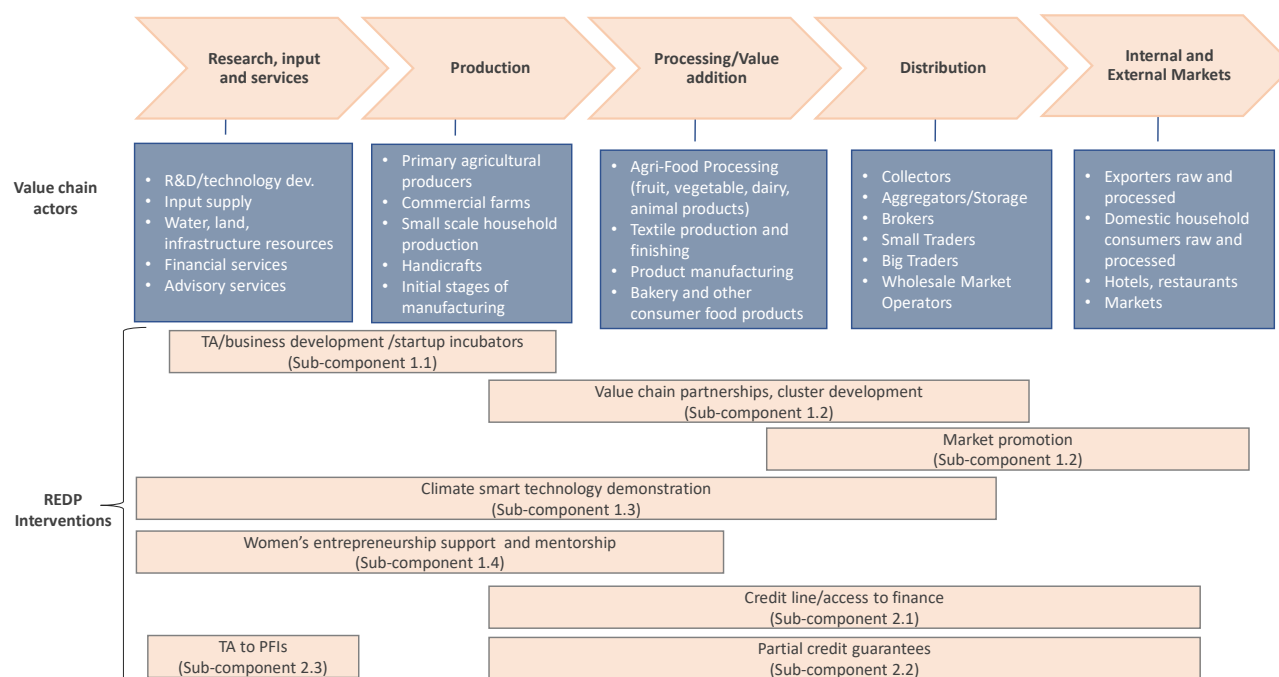 Research, input
and services
Production
Processing/Value
addition
Distribution
Internal and
External Markets
Value chain
actors
• R&D/technology dev.
• Input supply
• Water, land,
infrastructure resources
• Financial services
• Advisory services
• Primary agricultural
producers
• Commercial farms
• Small scale household
production
• Handicrafts
• Initial stages of
manufacturing
• Agri-Food Processing
(fruit, vegetable, dairy,
animal products)
• Textile production and
finishing
• Product manufacturing
• Bakery and other
consumer food products
• Collectors
• Aggregators/Storage
• Brokers
• Small Traders
• Big Traders
• Wholesale Market
Operators
• Exporters raw and
processed
• Domestic household
consumers raw and
processed
• Hotels, restaurants
• Markets
REDP
Interventions
TA/business development /startup incubators
(Sub-component 1.1)
Value chain partnerships, cluster development
(Sub-component 1.2)
Market promotion
(Sub-component 1.2)
Climate smart technology demonstration
(Sub-component 1.3)
Women’s entrepreneurship support and mentorship
(Sub-component 1.4)
Credit line/access to finance
(Sub-component 2.1)
TA to PFIs
(Sub-component 2.3)
Partial credit guarantees
(Sub-component 2.2)